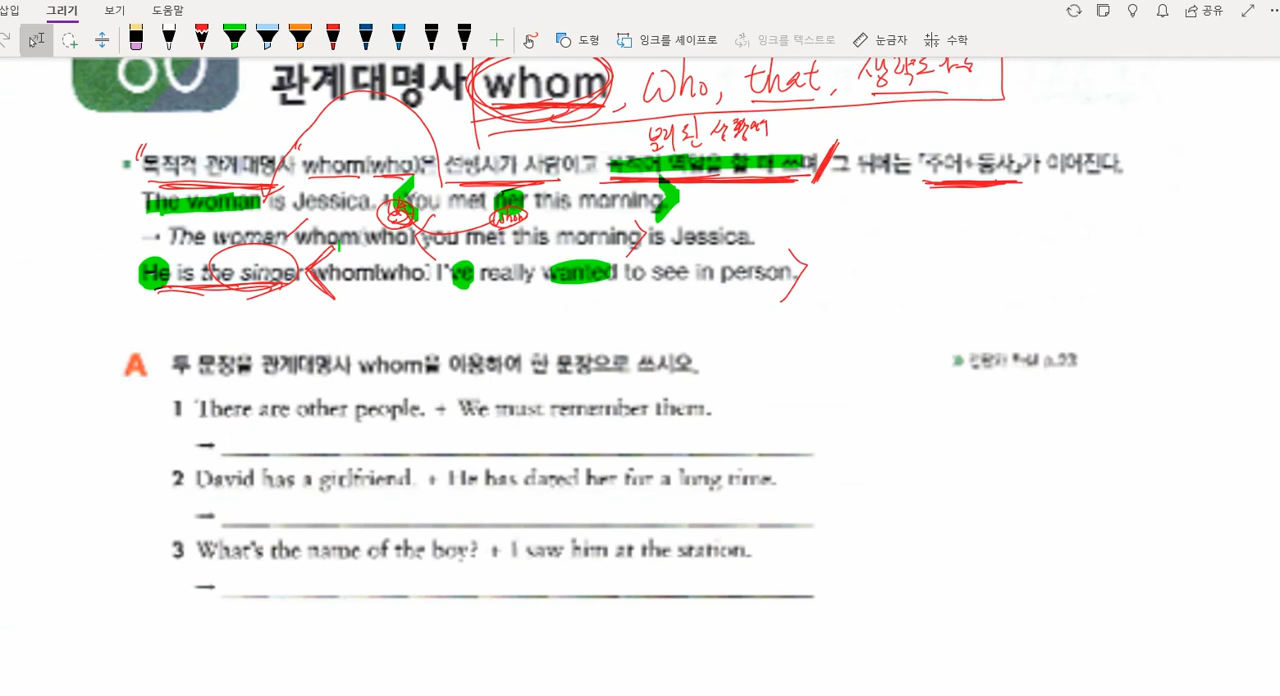 삽입 그리기 보기 도움말 공유
도형 잉크를 셰이프로 잉크를 텍스트로 눈금자 수학
80 관계대명사 whom, who, that, 생략도 가능
분리된 상황에
목적격 관계대명사 whom[who]은 선행사가 사람이고 목적어 역할을 할 때 쓰며 그 뒤에는 「주어+동사」가 이어진다.
The woman is Jessica. + You met her this morning.
whom
→ The woman whom[who] you met this morning is Jessica.
He is the singer whom[who] I've really wanted to see in person.
A 두 문장을 관계대명사 whom을 이용하여 한 문장으로 쓰시오. p.23
1 There are other people. + We must remember them.
→
2 David has a girlfriend. + He has dated her for a long time.
→
3 What's the name of the boy? + I saw him at the station.
→